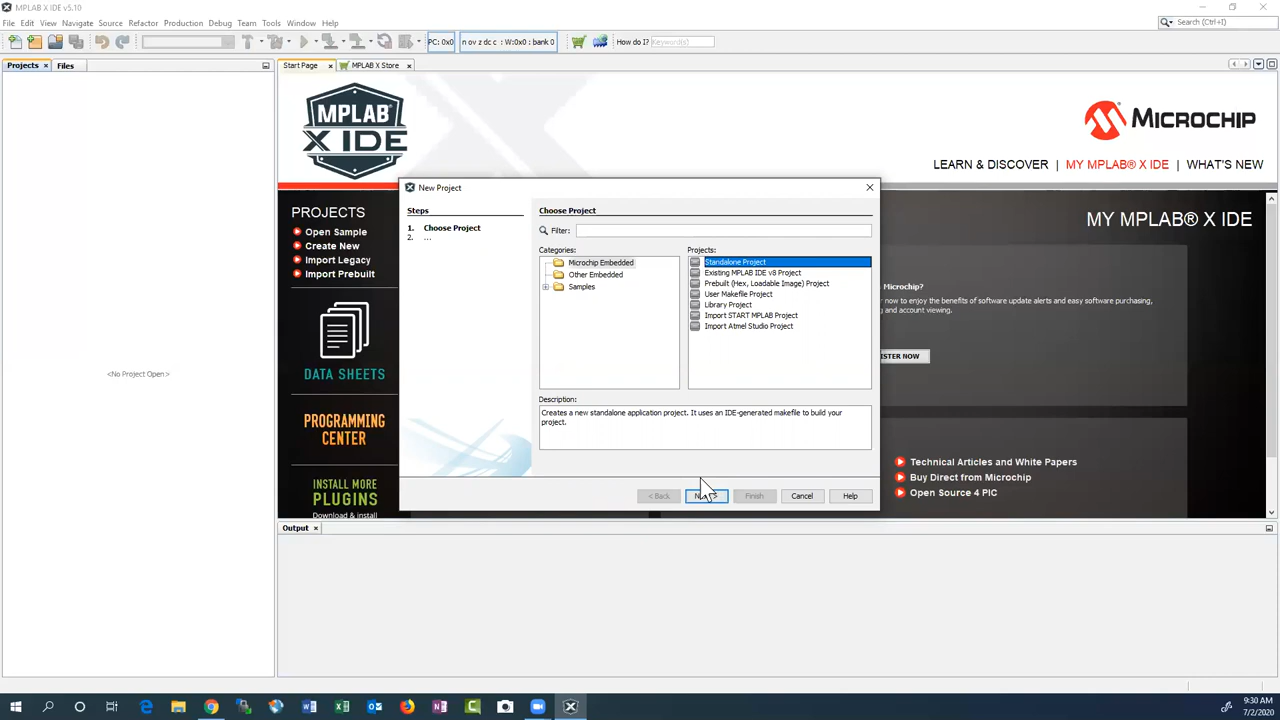 MPLAB X IDE v5.10
File Edit View Navigate Source Refactor Production Debug Team Tools Window Help
Search (Ctrl+I)
PC: 0x0
n ov z dc c : W:0x0 : bank 0
How do I?
Keyword(s)
Projects
Files
Start Page
MPLAB X Store
MPLAB
X IDE
MICROCHIP
LEARN & DISCOVER | MY MPLAB® X IDE | WHAT'S NEW
PROJECTS
Open Sample
Create New
Import Legacy
Import Prebuilt
DATA SHEETS
PROGRAMMING
CENTER
INSTALL MORE
PLUGINS
Download & install
<No Project Open>
MY MPLAB® X IDE
Microchip?
now to enjoy the benefits of software update alerts and easy software purchasing,
and account viewing.
ISTER NOW
Technical Articles and White Papers
Buy Direct from Microchip
Open Source 4 PIC
New Project
Steps
1. Choose Project
2. ...
Choose Project
Filter:
Categories:
Microchip Embedded
Other Embedded
Samples
Projects:
Standalone Project
Existing MPLAB IDE v8 Project
Prebuilt (Hex, Loadable Image) Project
User Makefile Project
Library Project
Import START MPLAB Project
Import Atmel Studio Project
Description:
Creates a new standalone application project. It uses an IDE-generated makefile to build your
project.
< Back
Finish
Cancel
Help
Output
9:30 AM
7/2/2020